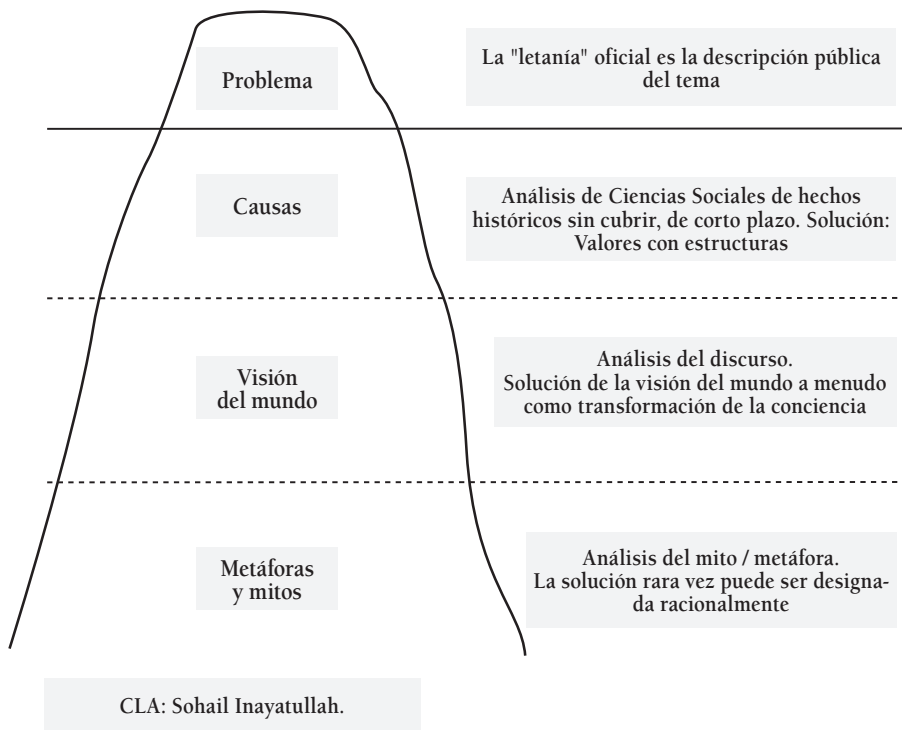 Problema
La "letanía" oficial es la descripción pública
del tema
Causas
Análisis de Ciencias Sociales de hechos
históricos sin cubrir, de corto plazo. Solución:
Valores con estructuras
Visión
del mundo
Análisis del discurso.
Solución de la visión del mundo a menudo
como transformación de la conciencia
Metáforas
y mitos
Análisis del mito / metáfora.
La solución rara vez puede ser designa-
da racionalmente
CLA: Sohail Inayatullah.